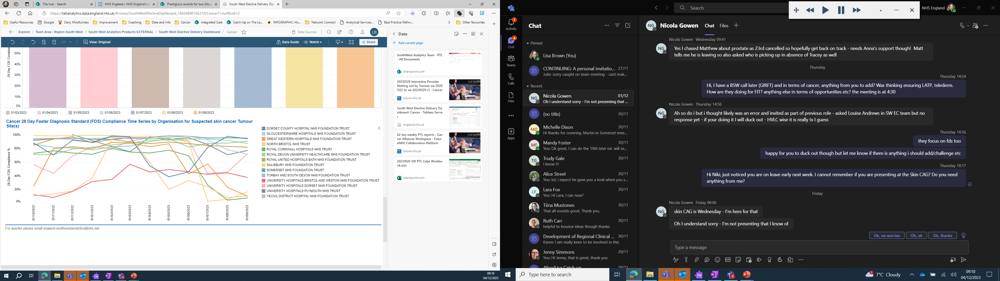 The hub - Search
NHS England » NHS England's st
Prestigious awards for two Glou
South West Elective Delivery Das
https://tabanalytics.data.england.nhs.uk/#/views/SouthWestElectiveDashboard_16654898166310/Cancer?=null&:iid=2
Useful Resources
Google
Daily Mindfulness
Improvement
Coaching
Data and Info
Cancer
Integrated Care
Catch-Up on The Le...
INFOGRAPHIC: Ho...
Network Connect
Analytical Services...
Best Practice Pathw...
Other favourites
Explore / Team Area : Region South West / South West Analytics Products EXTERNAL / South West Elective Delivery Dashboard / Cancer
Data Sources
LB
View: Original
Data Guide
Watch
Share
28 Day FDS Complian
50%
40%
30%
20%
10%
0%
01/03/2023
01/04/2023
01/05/2023
01/06/2023
01/07/2023
01/08/2023
01/09/2023
Cancer 28 Day Faster Diagnosis Standard (FDS) Compliance Time Series by Organisation for Suspected skin cancer Tumour
Site(s)
28 Day FDS Compliance %
100%
80%
60%
40%
20%
0%
01/10/2022
01/11/2022
01/12/2022
01/01/2023
01/02/2023
01/03/2023
01/04/2023
01/05/2023
01/06/2023
01/07/2023
01/08/2023
01/09/2023
DORSET COUNTY HOSPITAL NHS FOUNDATION TRUST
GLOUCESTERSHIRE HOSPITALS NHS FOUNDATION TRUST
GREAT WESTERN HOSPITALS NHS FOUNDATION TRUST
NORTH BRISTOL NHS TRUST
ROYAL CORNWALL HOSPITALS NHS TRUST
ROYAL DEVON UNIVERSITY HEALTHCARE NHS FOUNDATION TRUST
ROYAL UNITED HOSPITALS BATH NHS FOUNDATION TRUST
SALISBURY NHS FOUNDATION TRUST
SOMERSET NHS FOUNDATION TRUST
TORBAY AND SOUTH DEVON NHS FOUNDATION TRUST
UNIVERSITY HOSPITALS BRISTOL AND WESTON NHS FOUNDATION TRUST
UNIVERSITY HOSPITALS DORSET NHS FOUNDATION TRUST
UNIVERSITY HOSPITALS PLYMOUTH NHS TRUST
YEOVIL DISTRICT HOSPITAL NHS FOUNDATION TRUST
For queries please email england.southwestanalytics@nhs.net
Data
Add current page
SouthWest Analytics Team - PTL
- All Documents
sharepoint.com
20230129 Interactive Provider
Waiting List by Tumour we 2020
1122 to we 20230129 v1 - Cancer
future.nhs.uk
South West Elective Delivery Da
shboard: Cancer - Tableau Serve
r
england.nhs.uk
62 day weekly PTL reports - Can
cer Alliances Workspace - Futur
eNHS Collaboration Platform
future.nhs.uk
20231026 SW PTL Cube Workbo
ok.xlsx
sharepoint.com
09:10
04/12/2023
Search
NHS England
Activity
Chat
Teams
Calls
Files
Apps
Chat
Pinned
Lisa Brown (You)
CONTINUING: A personal invitatio... 27/11
Julie: sorry caught on team meeting - cant mak...
Recent
Nicola Gowen 01/12
Oh I understand sorry - I'm not presenting that ...
(no title) 30/11
Michelle Dixon 30/11
Hi thanks for covering. Martin in Somerset mee...
Mandy Foster 30/11
You: Ok great, I can do the 19th later on. will se...
Trudy Gale 30/11
I know !!!
Alice Street 30/11
You: lol, i expect he gave you a look when you s...
Lara Fox 30/11
You: Hi Lara, I can now?
Tiina Mustonen 30/11
That all sounds good. Thank you.
Ruth Carr 30/11
helpful to bounce ideas though thanks
Development of Regional Clinical ... 30/11
Karen: I am really keen to be involved in this
Jenny Simmons 29/11
You: Hi Jenny, that is great, thank you
Alice/Lisa Catch up 29/11
NG
Nicola Gowen
Chat
Files
Nicola Gowen Wednesday 09:41
Yes I chased Matthew about prostate as 23rd cancelled so hopefully get back on track - needs Anna's support though! Matt
tells me he is leaving so also asked who is picking up in absence of Tracey as well
Thursday
Thursday 14:54
Hi, I have a BSW call later (GIRFT) and in terms of cancer, anything from you to add? Was thinking ensuring LATP, telederm.
How are they doing for FIT? anything else in terms of opportunities etc? the meeting is at 4:30
Nicola Gowen Thursday 14:56
Ah so do i but i thought likely was an error and invited as part of previous role - asked Louise Andrews in SW EC team but no
response yet - if your doing it I will duck out - HVLC wise it is really tx I guess
Thursday 14:56
they focus on fds too
happy for you to duck out though but let me know if there is anything i should add/challenge etc
Thursday 18:17
Hi Niki, just noticed you are on leave early next week. I cannot remember if you are presenting at the Skin CAG? Do you need
anything from me?
Friday
Nicola Gowen Friday 08:00
skin CAG is Wednesday - I'm here for that
Oh I understand sorry - I'm not presenting that I know of
Ok, no worries
Oh, ok
Ok, thanks
Type a message
Type here to search
7°C Cloudy
09:10
04/12/2023